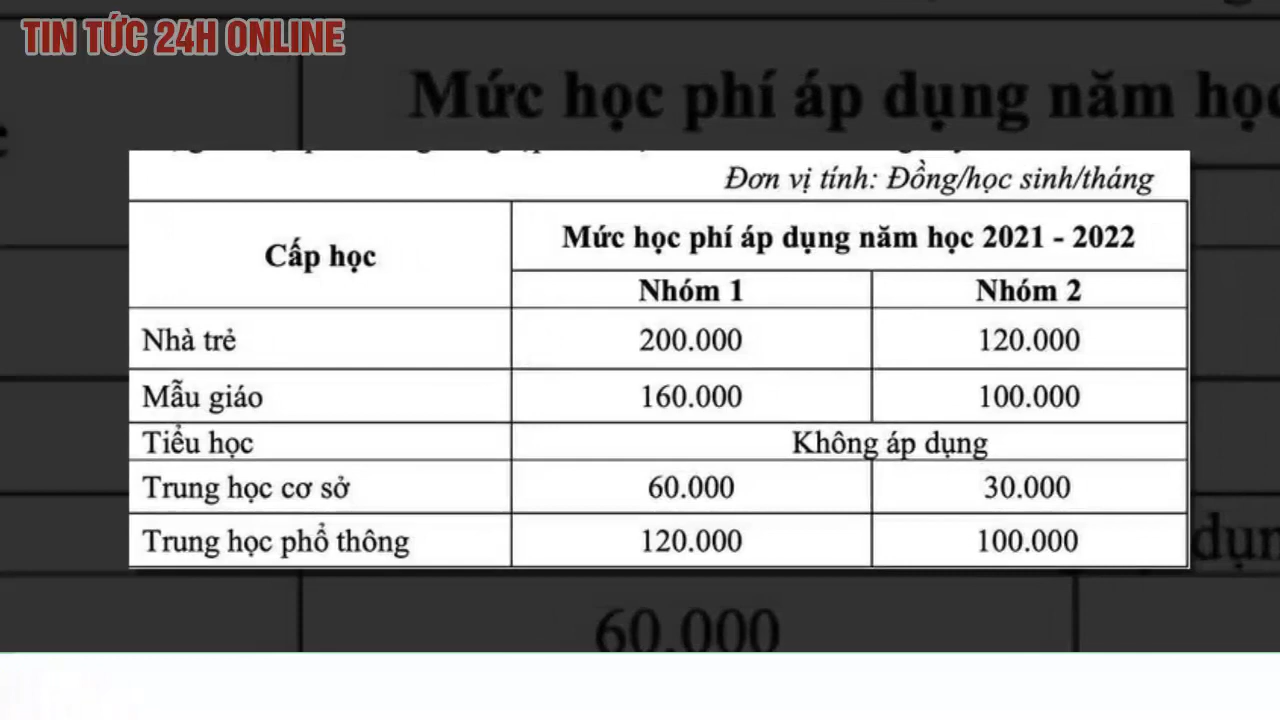 TIN TỨC 24H ONLINE
Mức học phí áp dụng năm học
Đơn vị tính: Đồng/học sinh/tháng
Cấp học
Mức học phí áp dụng năm học 2021 - 2022
Nhóm 1 Nhóm 2
Nhà trẻ 200.000 120.000
Mẫu giáo 160.000 100.000
Tiểu học Không áp dụng
Trung học cơ sở 60.000 30.000
Trung học phổ thông 120.000 100.000
60.000